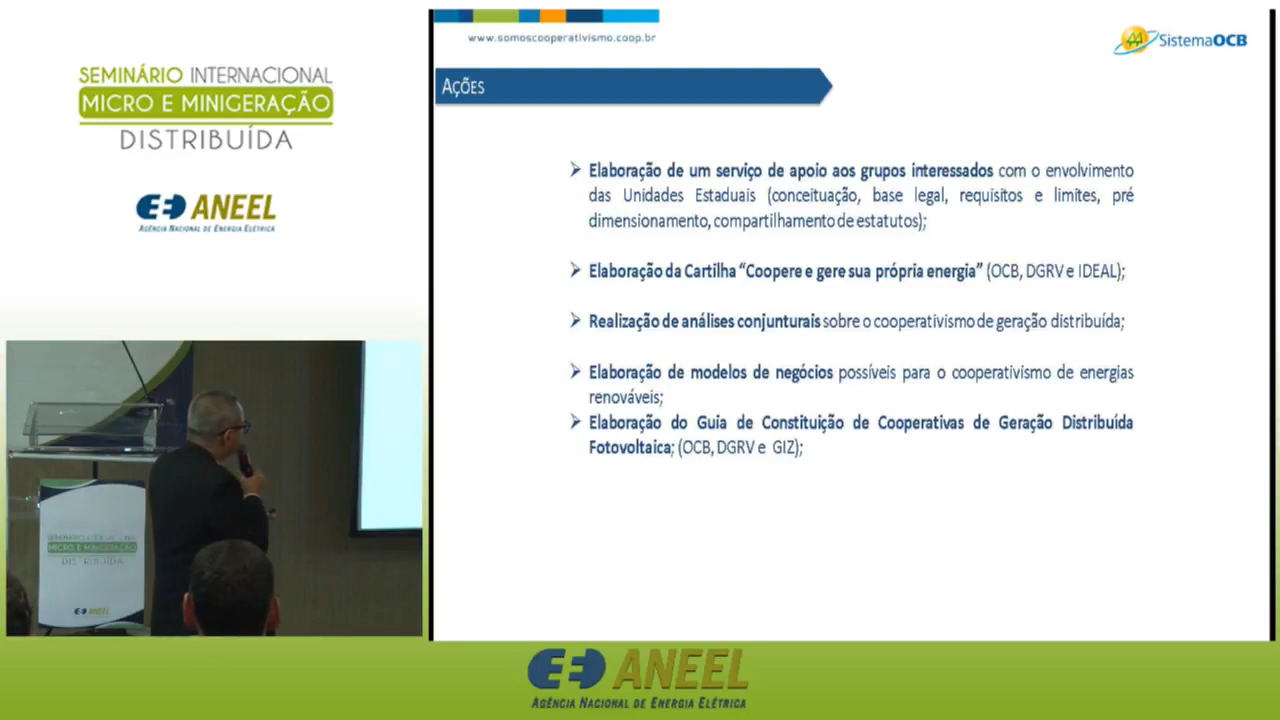 SEMINÁRIO INTERNACIONAL
MICRO E MINIGERAÇÃO
DISTRIBUÍDA
ANEEL
AGÊNCIA NACIONAL DE ENERGIA ELÉTRICA
www.somoscooperativismo.coop.br
SistemaOCB
AÇÕES
➢ Elaboração de um serviço de apoio aos grupos interessados com o envolvimento
das Unidades Estaduais (conceituação, base legal, requisitos e limites, pré
dimensionamento, compartilhamento de estatutos);
➢ Elaboração da Cartilha “Coopere e gere sua própria energia” (OCB, DGRV e IDEAL);
➢ Realização de análises conjunturais sobre o cooperativismo de geração distribuída;
➢ Elaboração de modelos de negócios possíveis para o cooperativismo de energias
renováveis;
➢ Elaboração do Guia de Constituição de Cooperativas de Geração Distribuída
Fotovoltaica; (OCB, DGRV e GIZ);
SEMINÁRIO INTERNACIONAL
MICRO E MINIGERAÇÃO
DISTRIBUÍDA
ANEEL
ANEEL
AGÊNCIA NACIONAL DE ENERGIA ELÉTRICA